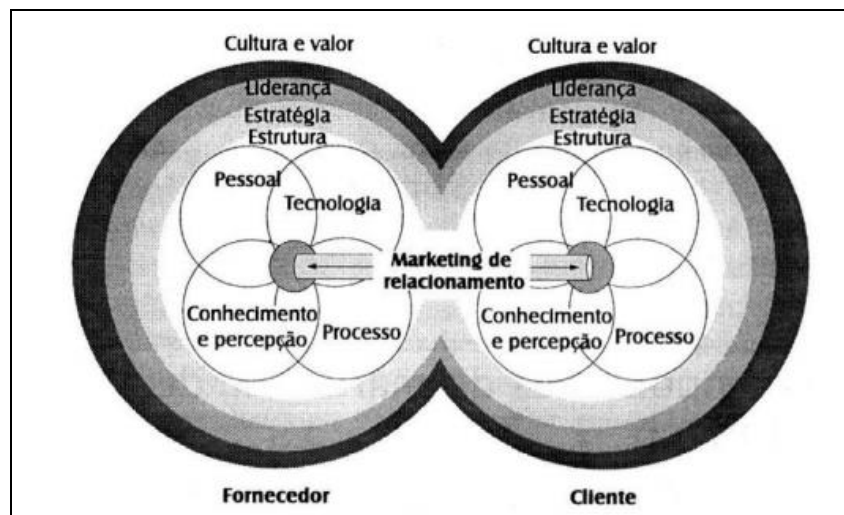 Cultura e valor
Liderança
Estratégia
Estrutura
Pessoal
Tecnologia
Conhecimento
e percepção
Processo
Marketing de
relacionamento
Cultura e valor
Liderança
Estratégia
Estrutura
Pessoal
Tecnologia
Conhecimento
e percepção
Processo
Fornecedor
Cliente